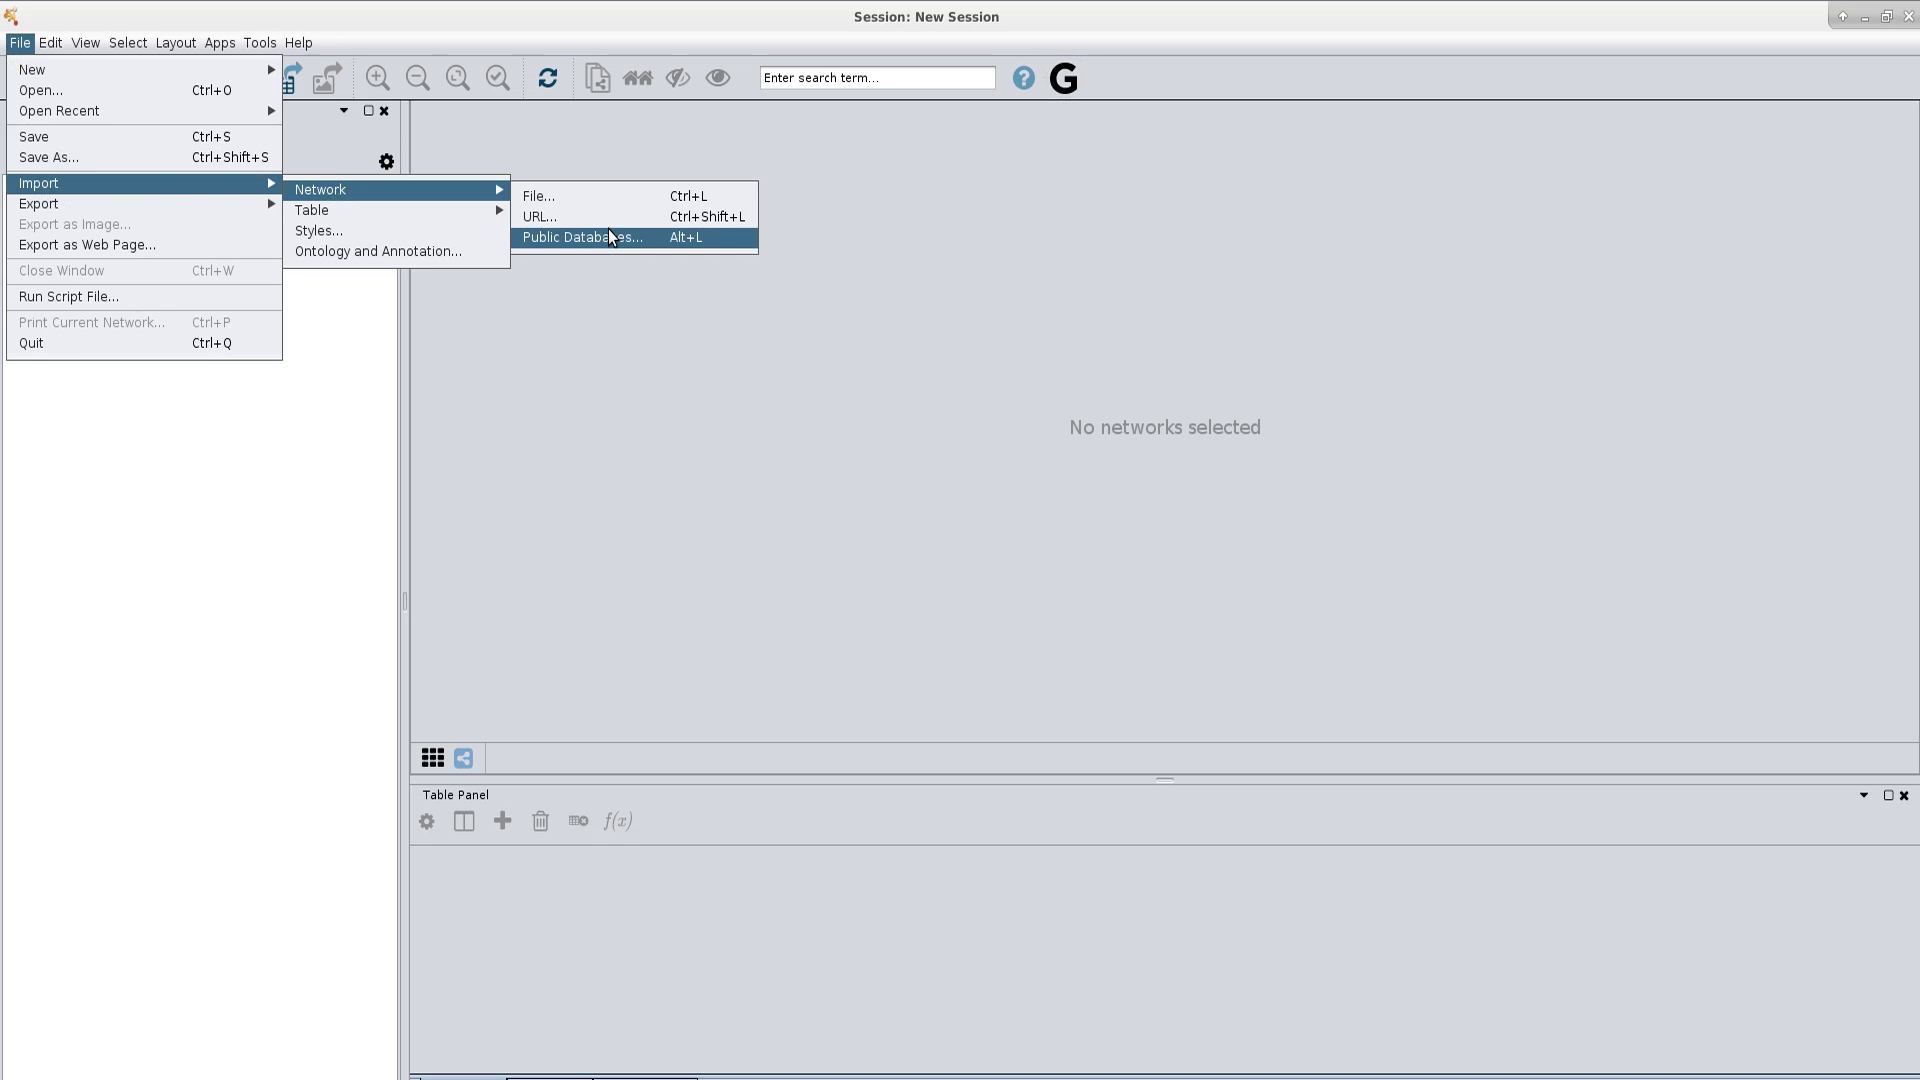 Session: New Session
File Edit View Select Layout Apps Tools Help
New
Open... Ctrl+O
Open Recent
Save Ctrl+S
Save As... Ctrl+Shift+S
Import
Export
Export as Image...
Export as Web Page...
Close Window Ctrl+W
Run Script File...
Print Current Network... Ctrl+P
Quit Ctrl+Q
Network
Table
Styles...
Ontology and Annotation...
File... Ctrl+L
URL... Ctrl+Shift+L
Public Databases... Alt+L
Enter search term...
? G
No networks selected
Table Panel
f(x)